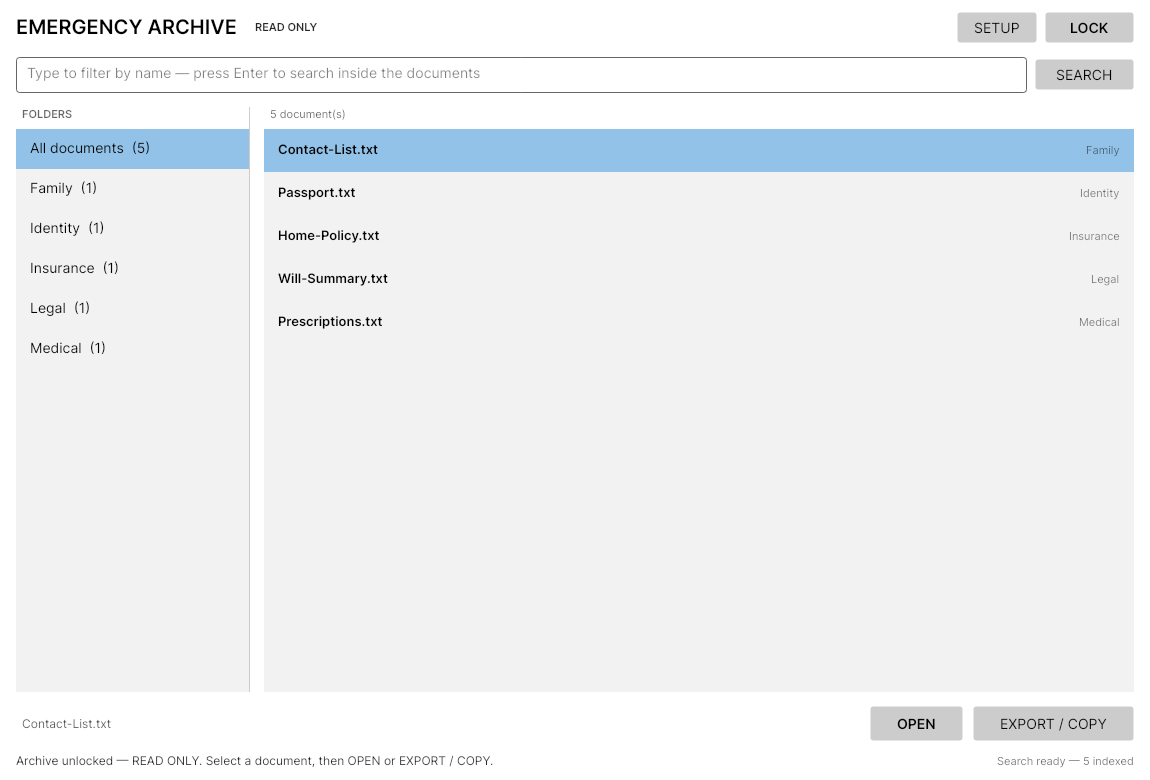 EMERGENCY ARCHIVE READ ONLY SETUP LOCK
Type to filter by name — press Enter to search inside the documents SEARCH
FOLDERS
All documents (5)
Family (1)
Identity (1)
Insurance (1)
Legal (1)
Medical (1)
5 document(s)
Contact-List.txt Family
Passport.txt Identity
Home-Policy.txt Insurance
Will-Summary.txt Legal
Prescriptions.txt Medical
Contact-List.txt OPEN EXPORT / COPY
Archive unlocked — READ ONLY. Select a document, then OPEN or EXPORT / COPY. Search ready — 5 indexed